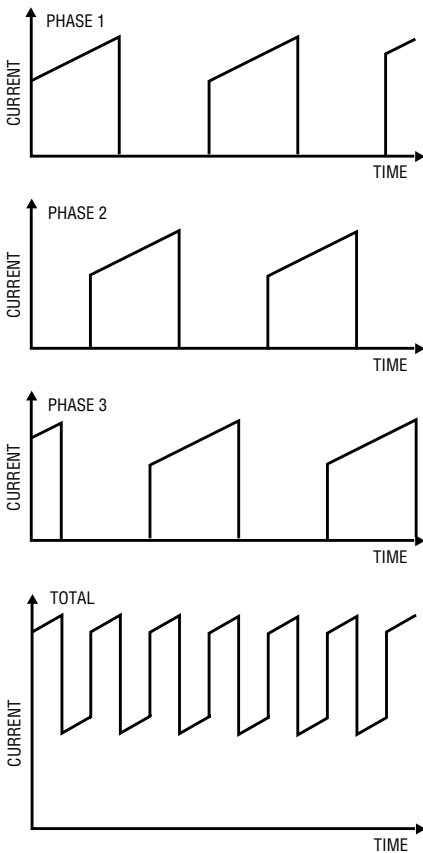 PHASE 1
CURRENT
TIME
PHASE 2
CURRENT
TIME
PHASE 3
CURRENT
TIME
TOTAL
CURRENT
TIME